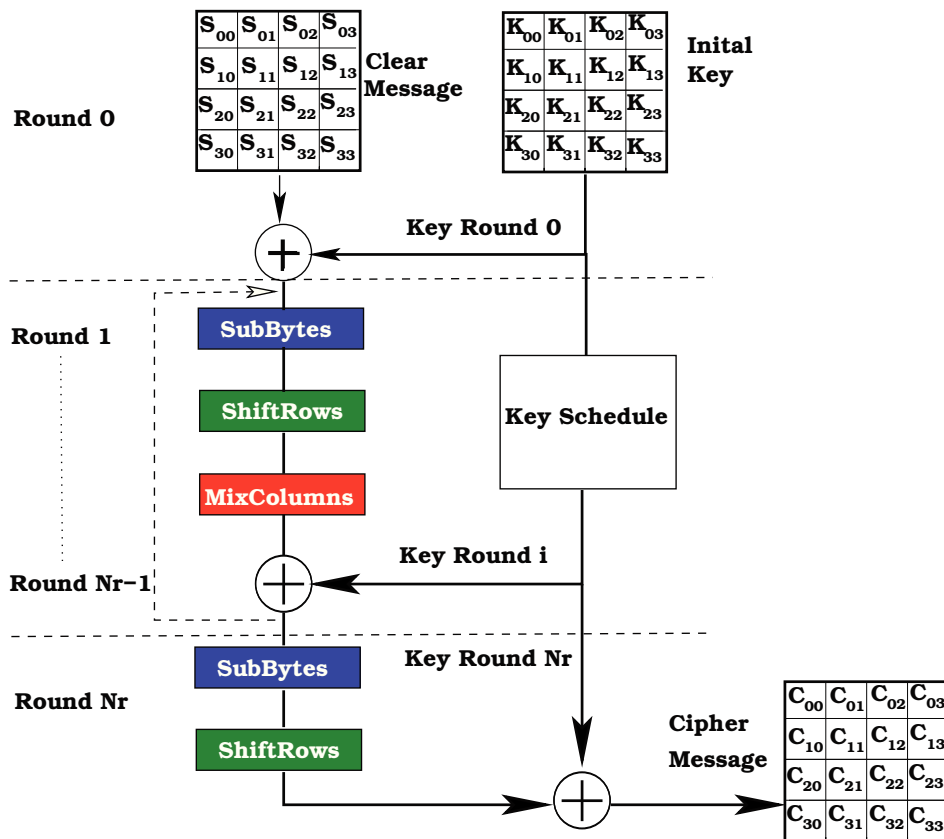 S00 S01 S02 S03
S10 S11 S12 S13
S20 S21 S22 S23
S30 S31 S32 S33
Clear
Message
K00 K01 K02 K03
K10 K11 K12 K13
K20 K21 K22 K23
K30 K31 K32 K33
Inital
Key
Round 0
Key Round 0
Round 1
SubBytes
ShiftRows
MixColumns
Key Schedule
Key Round i
Round Nr−1
Key Round Nr
SubBytes
Round Nr
ShiftRows
Cipher
Message
C00 C01 C02 C03
C10 C11 C12 C13
C20 C21 C22 C23
C30 C31 C32 C33